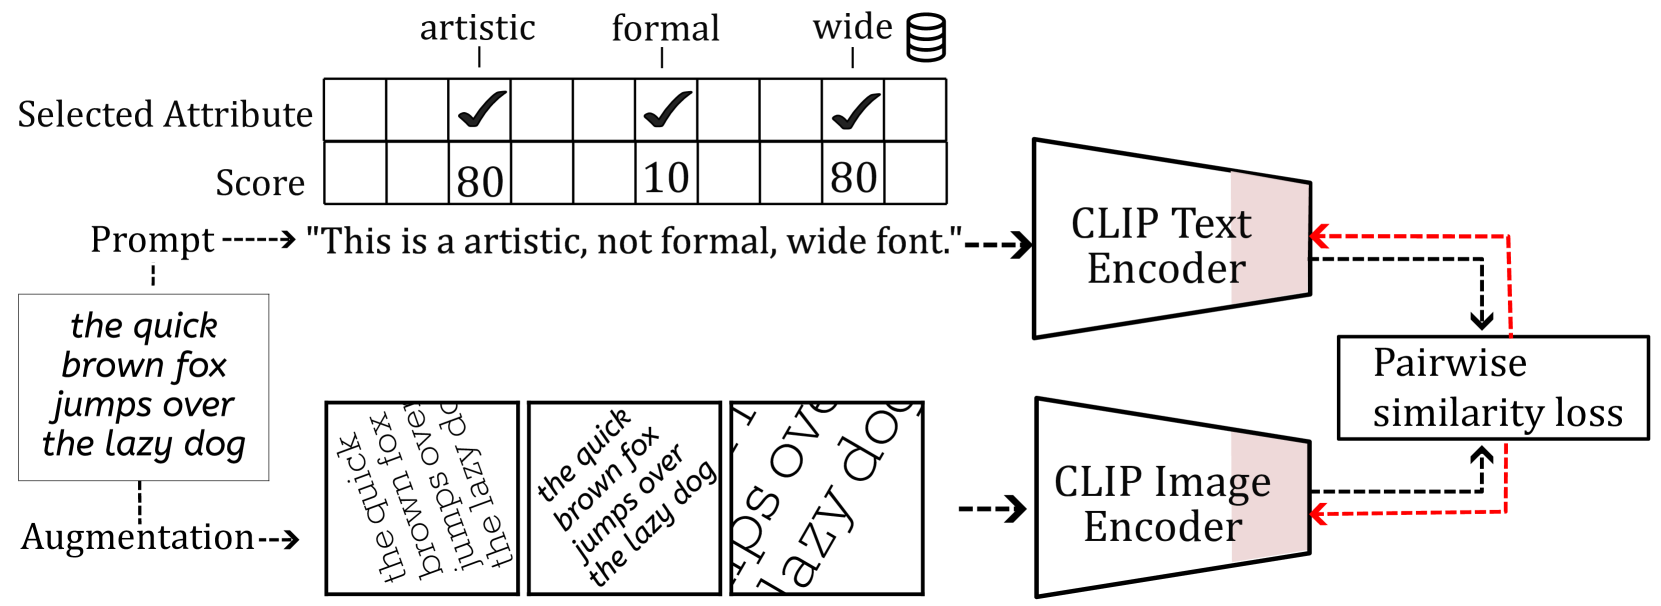 artistic formal wide
Selected Attribute
Score 80 10 80
Prompt "This is a artistic, not formal, wide font."
the quick
brown fox
jumps over
the lazy dog
Augmentation
the quick
brown fox
jumps over
the lazy do
the quick
brown fox
jumps over
the lazy dog
ps ove
lazy dog
CLIP Text
Encoder
CLIP Image
Encoder
Pairwise
similarity loss